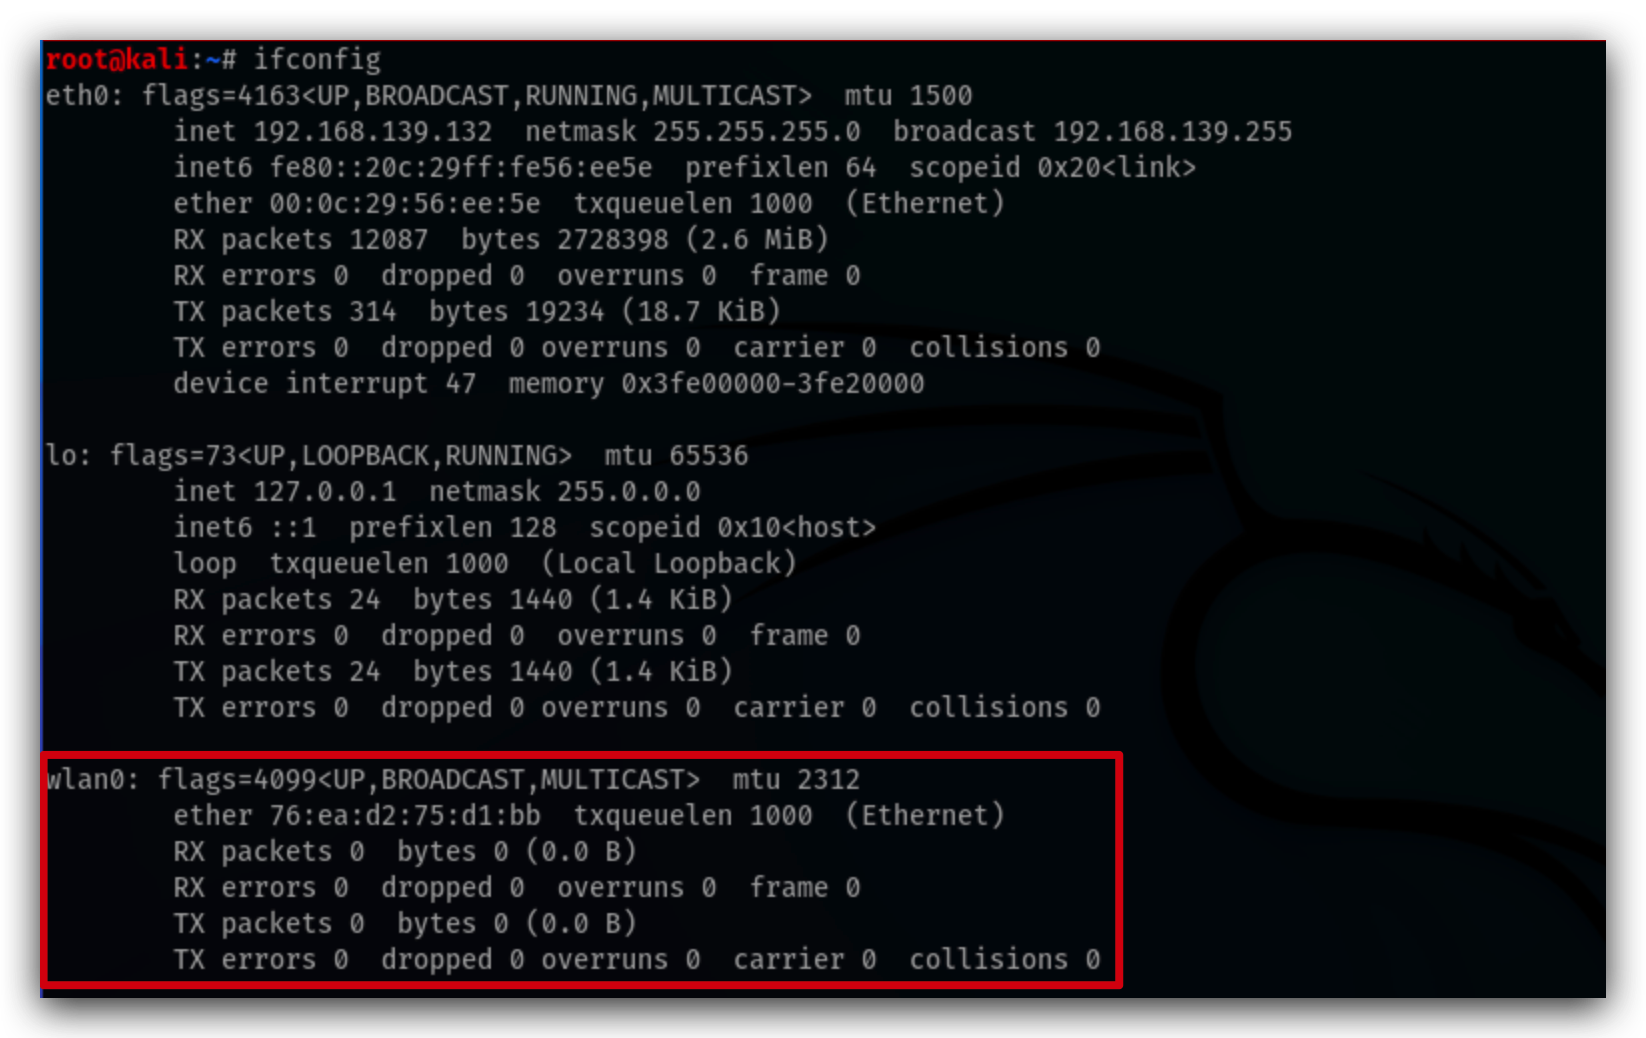 root@kali:~# ifconfig
eth0: flags=4163<UP,BROADCAST,RUNNING,MULTICAST>  mtu 1500
        inet 192.168.139.132  netmask 255.255.255.0  broadcast 192.168.139.255
        inet6 fe80::20c:29ff:fe56:ee5e  prefixlen 64  scopeid 0x20<link>
        ether 00:0c:29:56:ee:5e  txqueuelen 1000  (Ethernet)
        RX packets 12087  bytes 2728398 (2.6 MiB)
        RX errors 0  dropped 0  overruns 0  frame 0
        TX packets 314  bytes 19234 (18.7 KiB)
        TX errors 0  dropped 0 overruns 0  carrier 0  collisions 0
        device interrupt 47  memory 0x3fe00000-3fe20000

lo: flags=73<UP,LOOPBACK,RUNNING>  mtu 65536
        inet 127.0.0.1  netmask 255.0.0.0
        inet6 ::1  prefixlen 128  scopeid 0x10<host>
        loop  txqueuelen 1000  (Local Loopback)
        RX packets 24  bytes 1440 (1.4 KiB)
        RX errors 0  dropped 0  overruns 0  frame 0
        TX packets 24  bytes 1440 (1.4 KiB)
        TX errors 0  dropped 0 overruns 0  carrier 0  collisions 0

wlan0: flags=4099<UP,BROADCAST,MULTICAST>  mtu 2312
        ether 76:ea:d2:75:d1:bb  txqueuelen 1000  (Ethernet)
        RX packets 0  bytes 0 (0.0 B)
        RX errors 0  dropped 0  overruns 0  frame 0
        TX packets 0  bytes 0 (0.0 B)
        TX errors 0  dropped 0 overruns 0  carrier 0  collisions 0